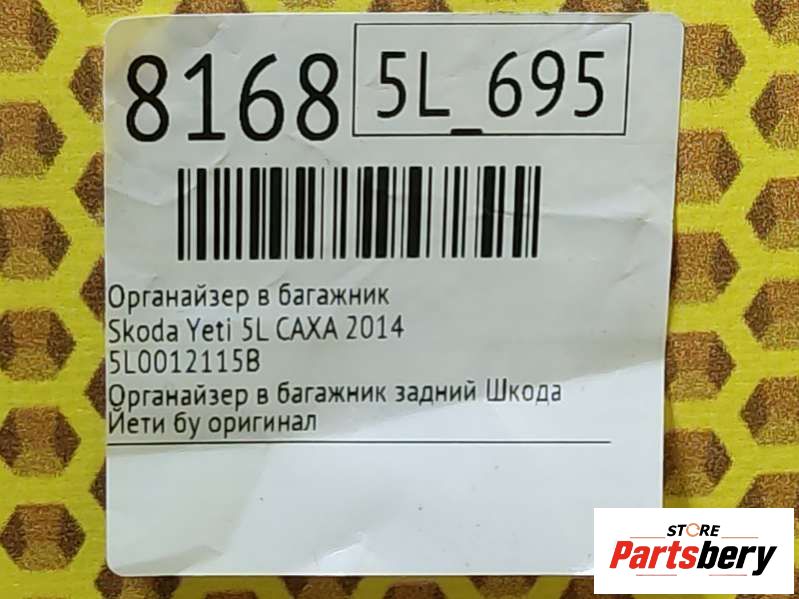 8168 5L_695
Органайзер в багажник
Skoda Yeti 5L CAXA 2014
5L0012115B
Органайзер в багажник задний Шкода
Йети бу оригинал
STORE
Partsbery